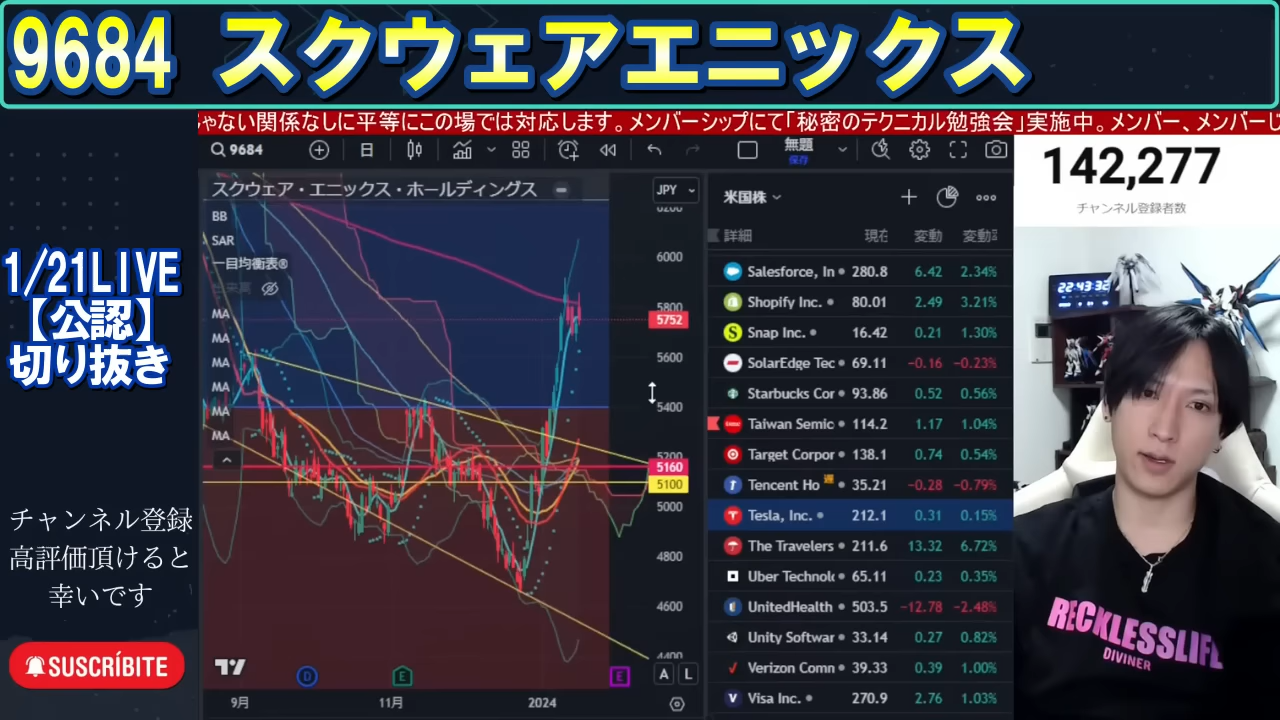 9684 スクウェアエニックス
ゃない関係なしに平等にこの場では対応します。メンバーシップにて「秘密のテクニカル勉強会」実施中。メンバー、メンバーじ
1/21LIVE
【公認】
切り抜き
チャンネル登録
高評価頂けると
幸いです
SUSCRÍBITE
9684
日
無題
保存
スクウェア・エニックス・ホールディングス
JPY
BB
SAR
一目均衡表
出来高
MA
MA
MA
MA
MA
MA
6200
6000
5800
5752
5600
5400
5200
5160
5100
5000
4800
4600
4400
D
E
E
A
L
9月
11月
2024
米国株
詳細 現在 変動 変動
Salesforce, In 280.8 6.42 2.34%
Shopify Inc. 80.01 2.49 3.21%
Snap Inc. 16.42 0.21 1.30%
SolarEdge Tec 69.11 −0.16 −0.23%
Starbucks Cor 93.86 0.52 0.56%
Taiwan Semic 114.2 1.17 1.04%
Target Corpor 138.1 0.74 0.54%
Tencent Ho 35.21 −0.28 −0.79%
Tesla, Inc. 212.1 0.31 0.15%
The Travelers 211.6 13.32 6.72%
Uber Technol 65.11 0.23 0.35%
UnitedHealth 503.5 −12.78 −2.48%
Unity Softwar 33.14 0.27 0.82%
Verizon Comm 39.33 0.39 1.00%
Visa Inc. 270.9 2.76 1.03%
142,277
チャンネル登録者数
22:43:32
RECKLESSLIFE
DIVINER